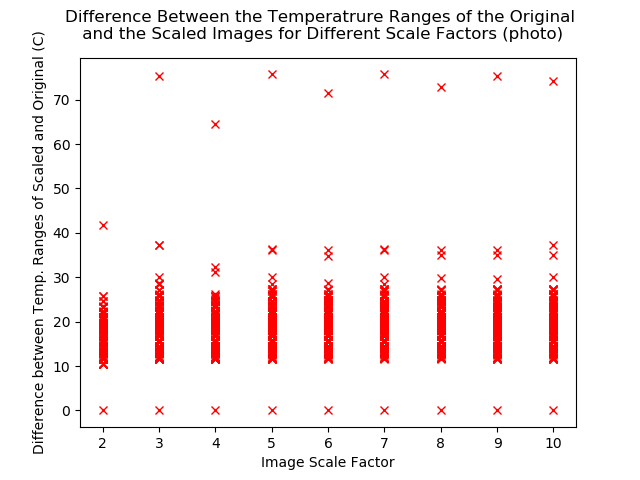 Difference Between the Temperatrure Ranges of the Original
and the Scaled Images for Different Scale Factors (photo)
Difference between Temp. Ranges of Scaled and Original (C)
70
60
50
40
30
20
10
0
2 3 4 5 6 7 8 9 10
Image Scale Factor